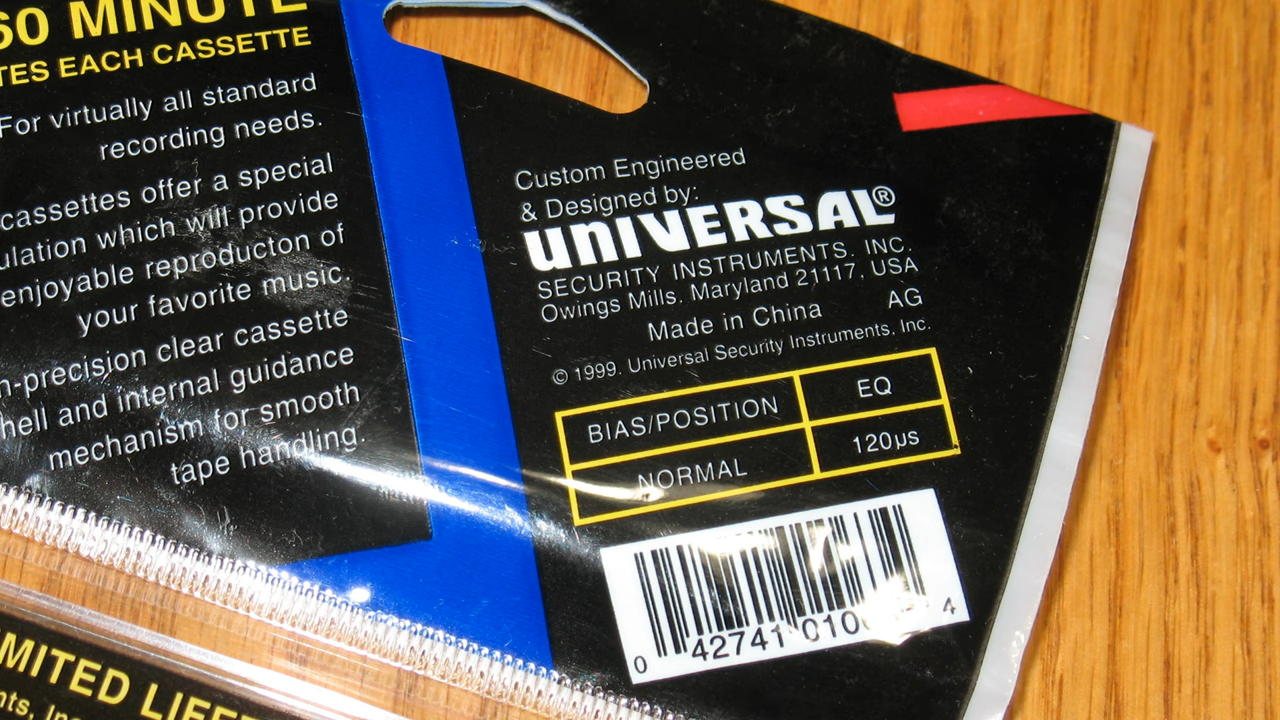 60 MINUTE
TES EACH CASSETTE
For virtually all standard
recording needs.
cassettes offer a special
ulation which will provide
enjoyable reproducton of
your favorite music.
n-precision clear cassette
hell and internal guidance
mechanism for smooth
tape handling.
Custom Engineered
& Designed by:
UNIVERSAL®
SECURITY INSTRUMENTS, INC.
Owings Mills, Maryland 21117, USA
Made in China AG
© 1999. Universal Security Instruments, Inc.
BIAS/POSITION EQ
NORMAL 120µs
0 42741 010 4
MITED LIFE
nts, Inc